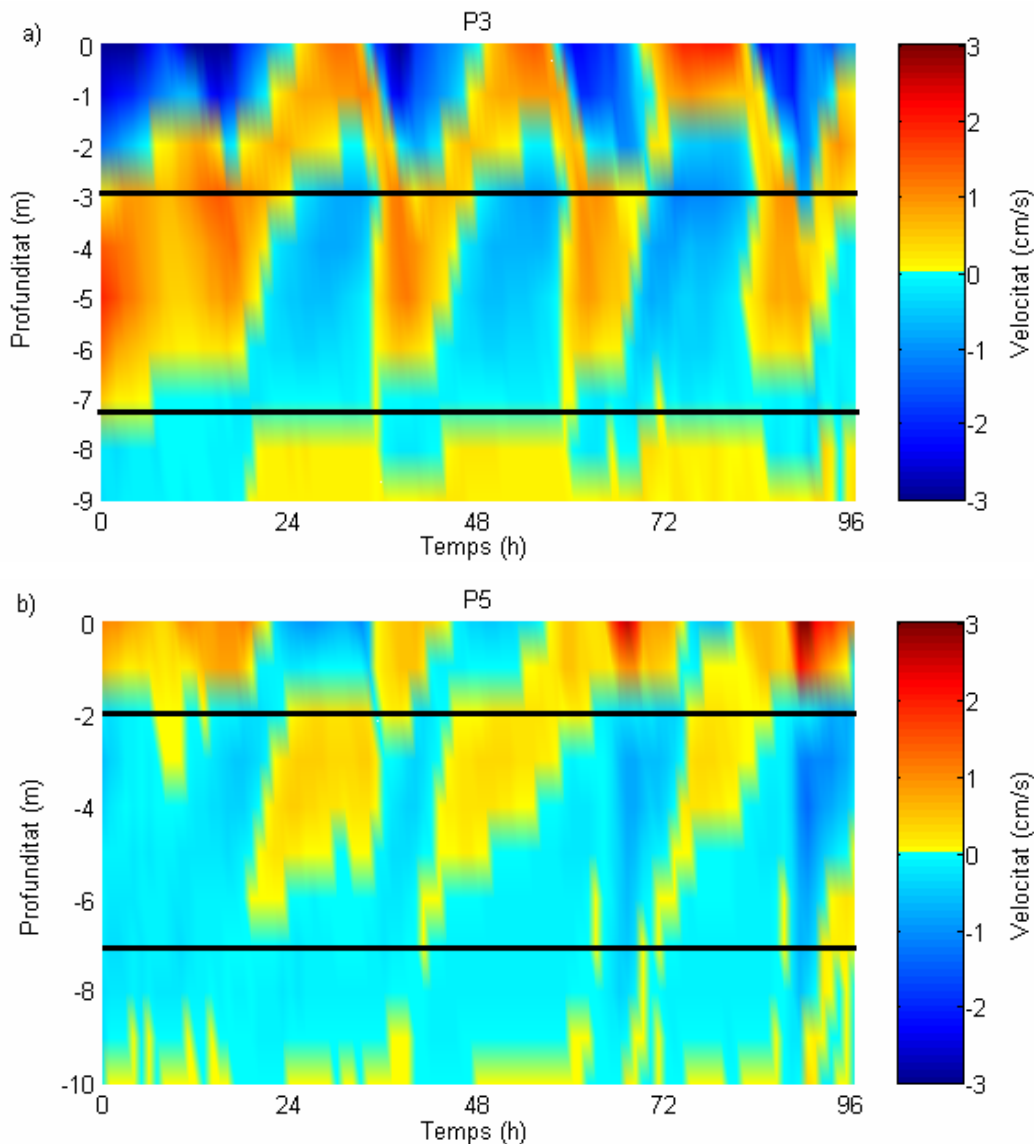 a)
P3
0
-1
-2
-3
-4
-5
-6
-7
-8
-9
Profunditat (m)
0 24 48 72 96
Temps (h)
3
2
1
0
-1
-2
-3
Velocitat (cm/s)
b)
P5
0
-2
-4
-6
-8
-10
Profunditat (m)
0 24 48 72 96
Temps (h)
3
2
1
0
-1
-2
-3
Velocitat (cm/s)